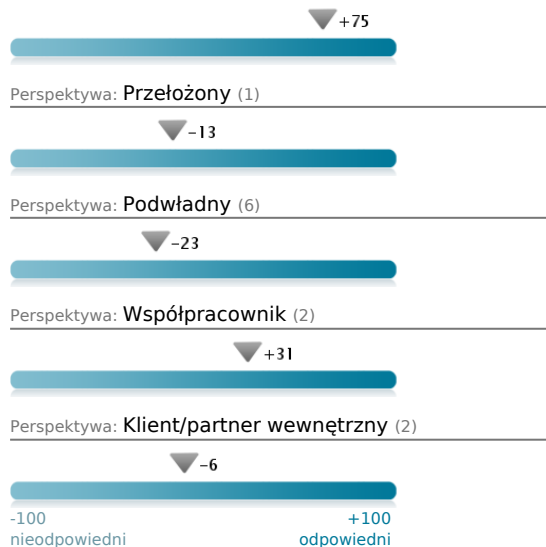 +75
Perspektywa: Przełożony (1)
-13
Perspektywa: Podwładny (6)
-23
Perspektywa: Współpracownik (2)
+31
Perspektywa: Klient/partner wewnętrzny (2)
-6
-100 +100
nieodpowiedni odpowiedni